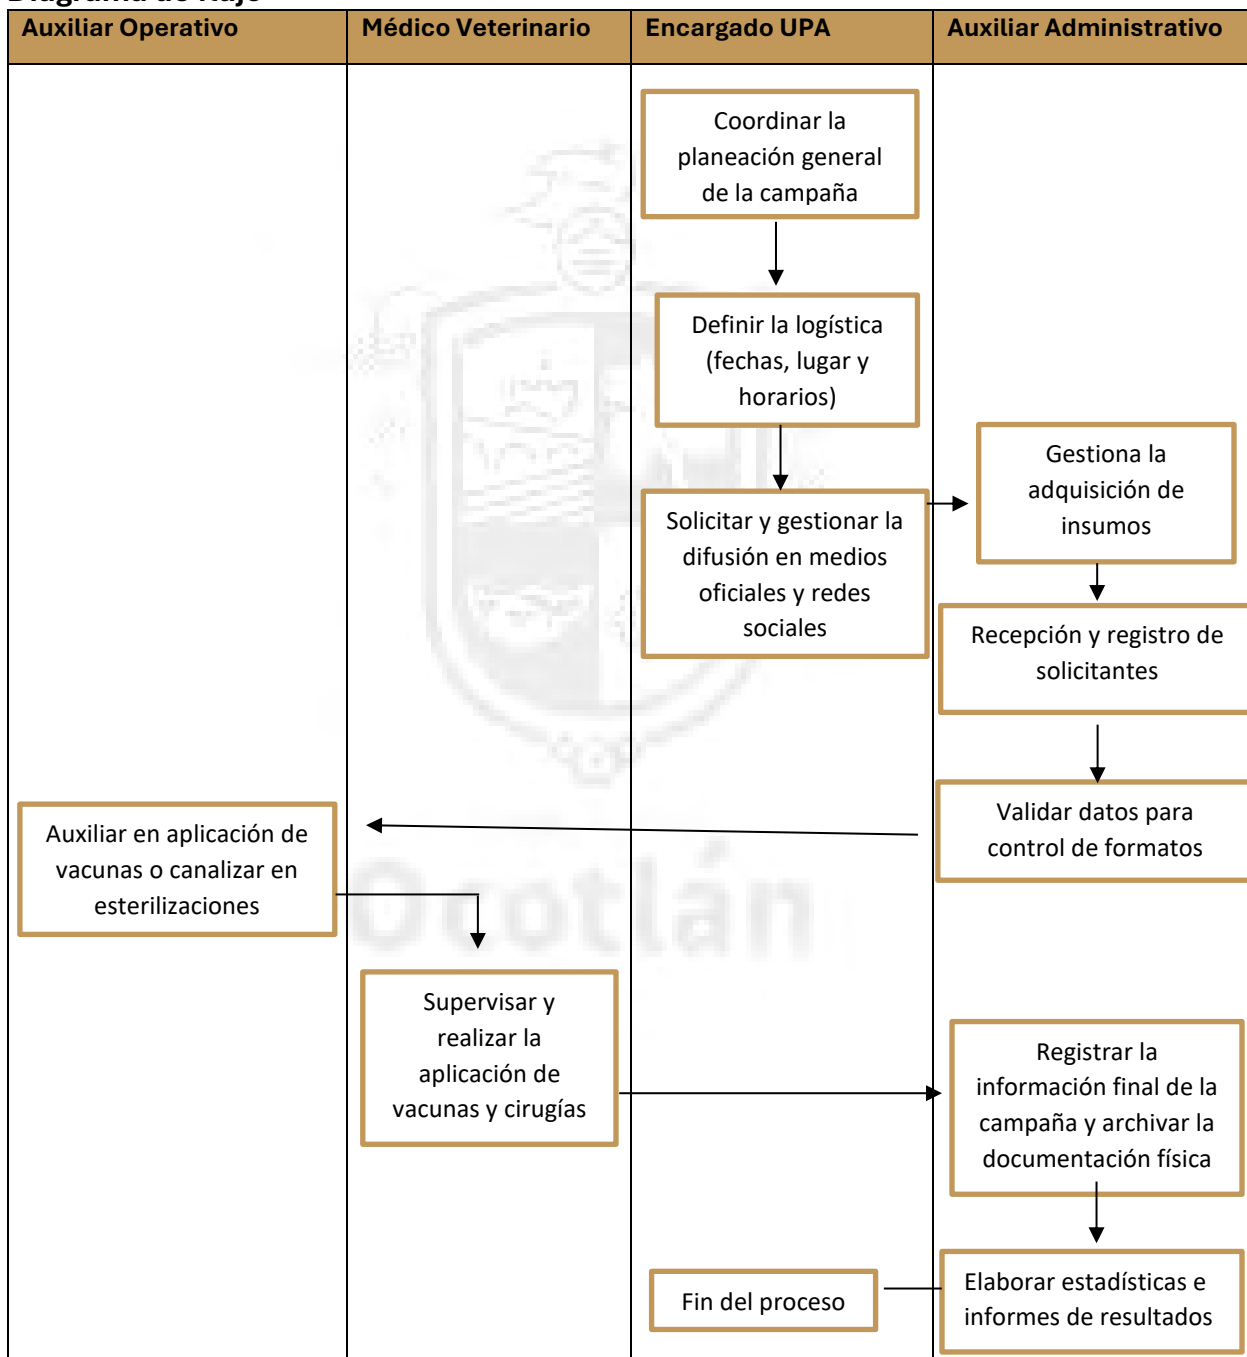 Diagrama de flujo
Auxiliar Operativo
Médico Veterinario
Encargado UPA
Auxiliar Administrativo
Coordinar la
planeación general
de la campaña
Definir la logística
(fechas, lugar y
horarios)
Solicitar y gestionar la
difusión en medios
oficiales y redes
sociales
Gestiona la
adquisición de
insumos
Recepción y registro de
solicitantes
Validar datos para
control de formatos
Auxiliar en aplicación de
vacunas o canalizar en
esterilizaciones
Ocotlán
Supervisar y
realizar la
aplicación de
vacunas y cirugías
Registrar la
información final de la
campaña y archivar la
documentación física
Elaborar estadísticas e
informes de resultados
Fin del proceso